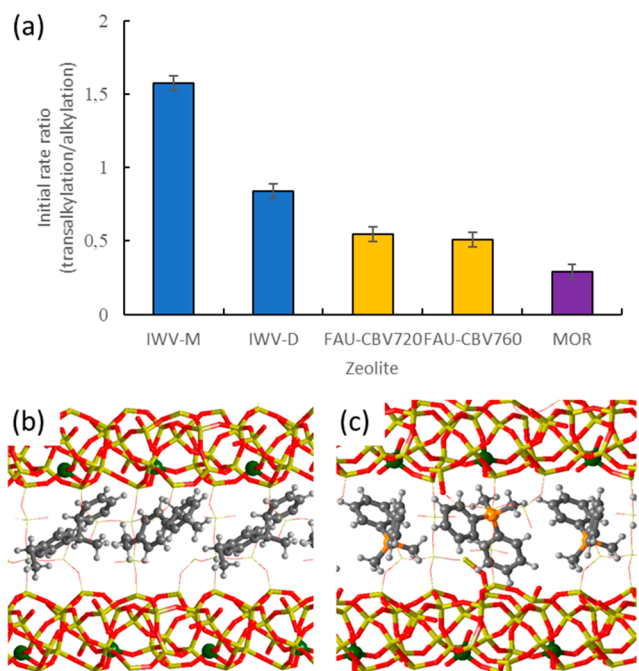 (a)
Initial rate ratio
(transalkylation/alkylation)
2
1,5
1
0,5
0
IWV-M IWV-D FAU-CBV720 FAU-CBV760 MOR
Zeolite
(b) (c)